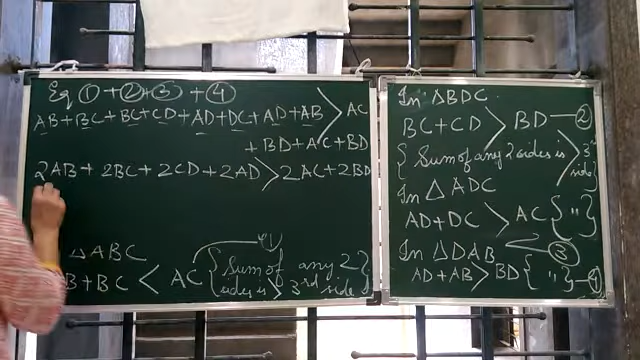 Eq ① + ② + ③ + ④
AB + BC + BC + CD + AD + DC + AD + AB > AC
+ BD + AC + BD
2AB + 2BC + 2CD + 2AD > 2AC + 2BD
△ABC
B + BC < AC { Sum of any 2 sides is > 3rd side } ①
In △BDC
BC + CD > BD — ②
{ Sum of any 2 sides is > 3rd side }
In △ADC
AD + DC > AC { " }
③
In △DAB
AD + AB > BD { " } — ④